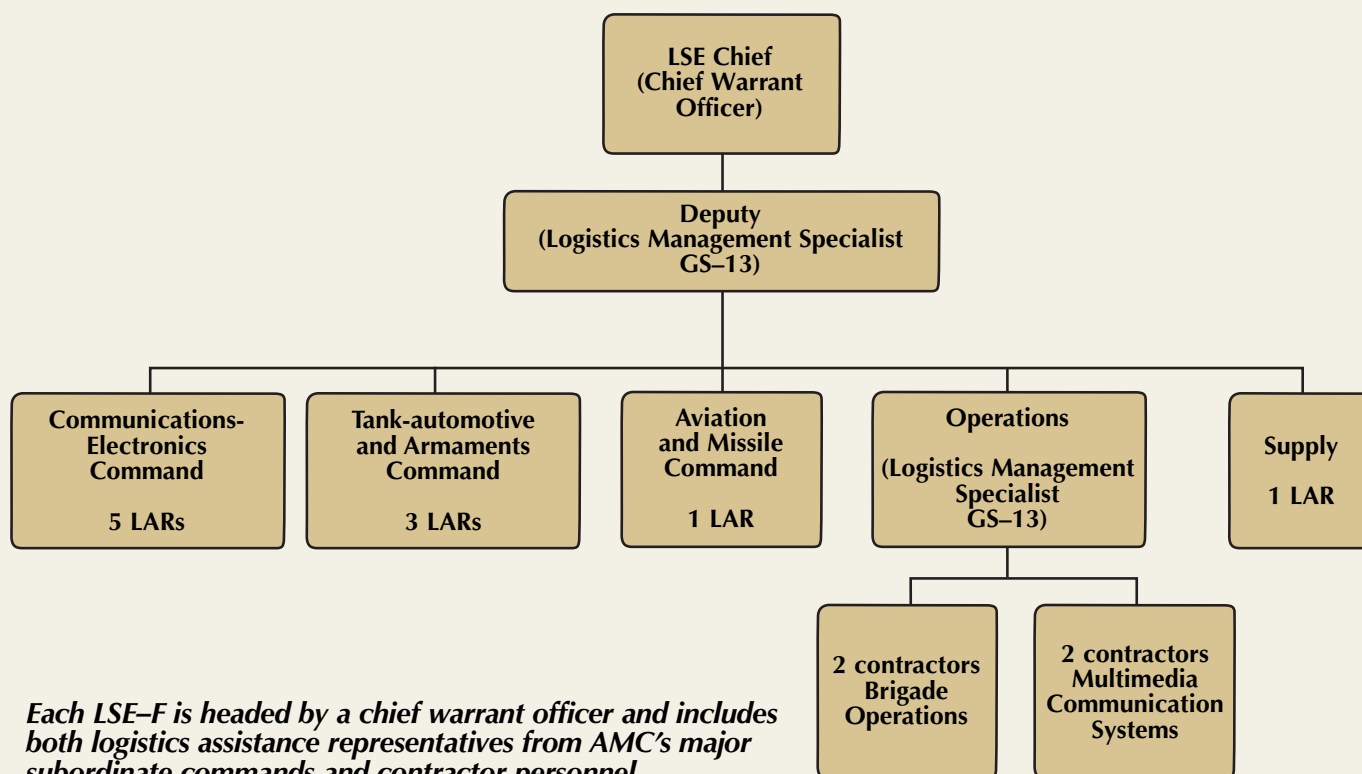 LSE Chief
(Chief Warrant
Officer)
Deputy
(Logistics Management Specialist
GS–13)
Communications-
Electronics
Command
5 LARs
Tank-automotive
and Armaments
Command
3 LARs
Aviation
and Missile
Command
1 LAR
Operations
(Logistics Management
Specialist
GS–13)
Supply
1 LAR
2 contractors
Brigade
Operations
2 contractors
Multimedia
Communication
Systems
Each LSE–F is headed by a chief warrant officer and includes
both logistics assistance representatives from AMC’s major
subordinate commands and contractor personnel